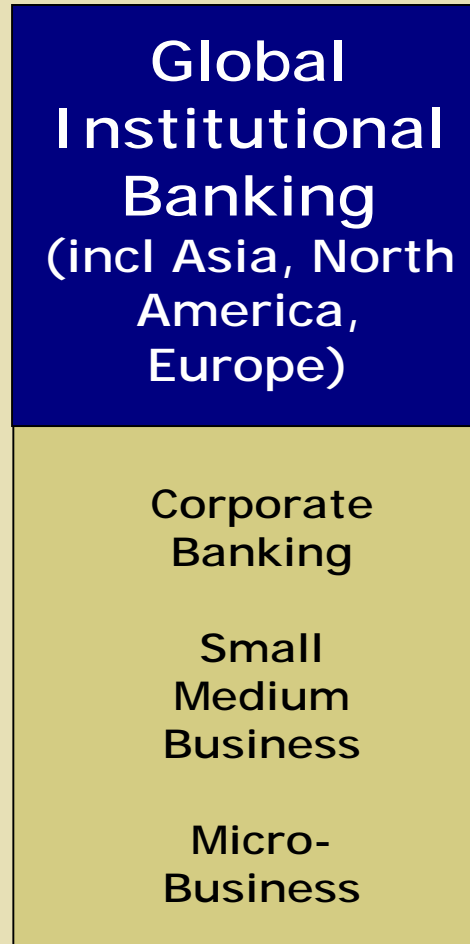 Global
Institutional
Banking
(incl Asia, North
America,
Europe)
Corporate
Banking
Small
Medium
Business
Micro-
Business